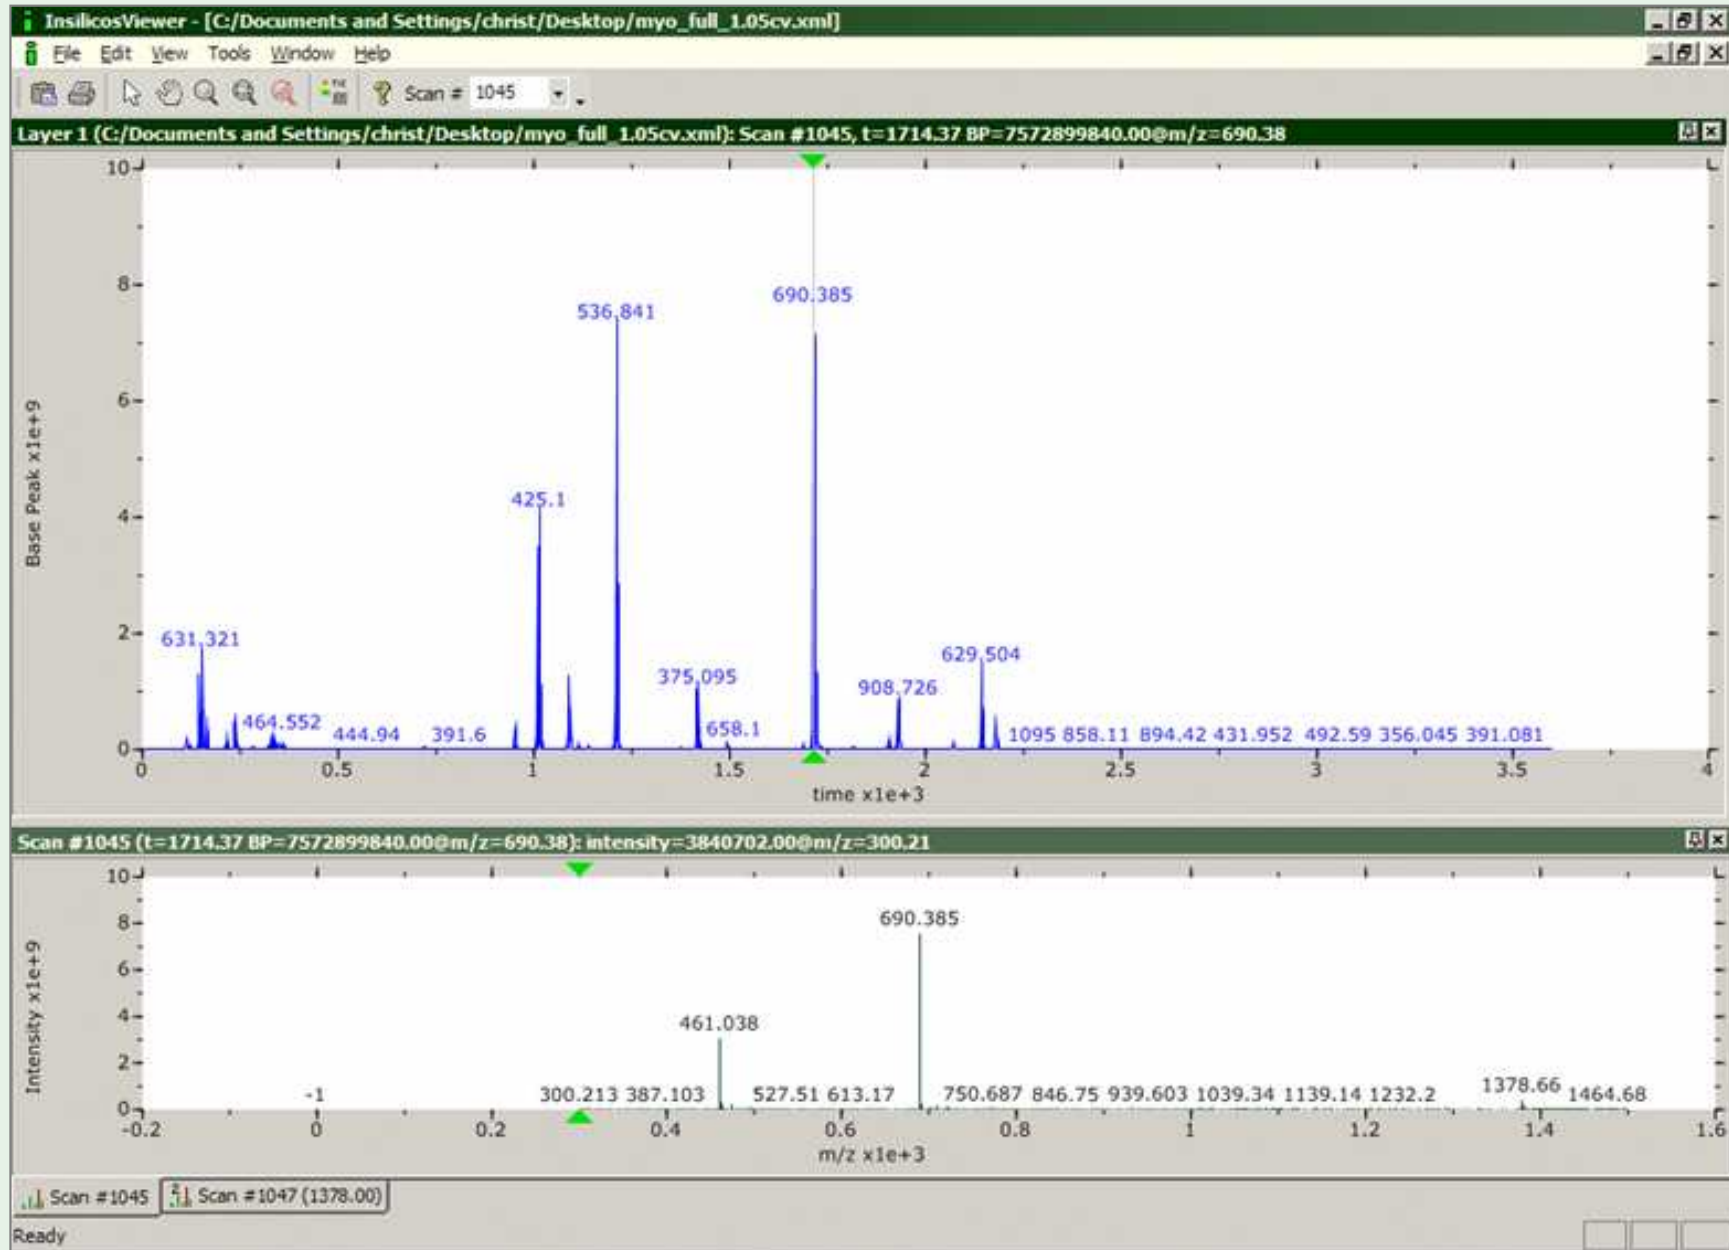 InsilicosViewer - [C:/Documents and Settings/christ/Desktop/myo_full_1.05cv.xml]
File Edit View Tools Window Help
Scan # 1045
Layer 1 (C:/Documents and Settings/christ/Desktop/myo_full_1.05cv.xml): Scan #1045, t=1714.37 BP=7572899840.00@m/z=690.38
10
8
690.385
536.841
6
425.1
4
2
631.321
629.504
375.095
908.726
464.552 444.94 391.6 658.1 1095 858.11 894.42 431.952 492.59 356.045 391.081
0
0 0.5 1 1.5 2 2.5 3 3.5 4
time x1e+3
Base Peak x1e+9
Scan #1045 (t=1714.37 BP=7572899840.00@m/z=690.38): intensity=3840702.00@m/z=300.21
10
8
690.385
6
4
461.038
2
-1 300.213 387.103 527.51 613.17 750.687 846.75 939.603 1039.34 1139.14 1232.2 1378.66 1464.68
0
-0.2 0 0.2 0.4 0.6 0.8 1 1.2 1.4 1.6
m/z x1e+3
Intensity x1e+9
Scan #1045 Scan #1047 (1378.00)
Ready